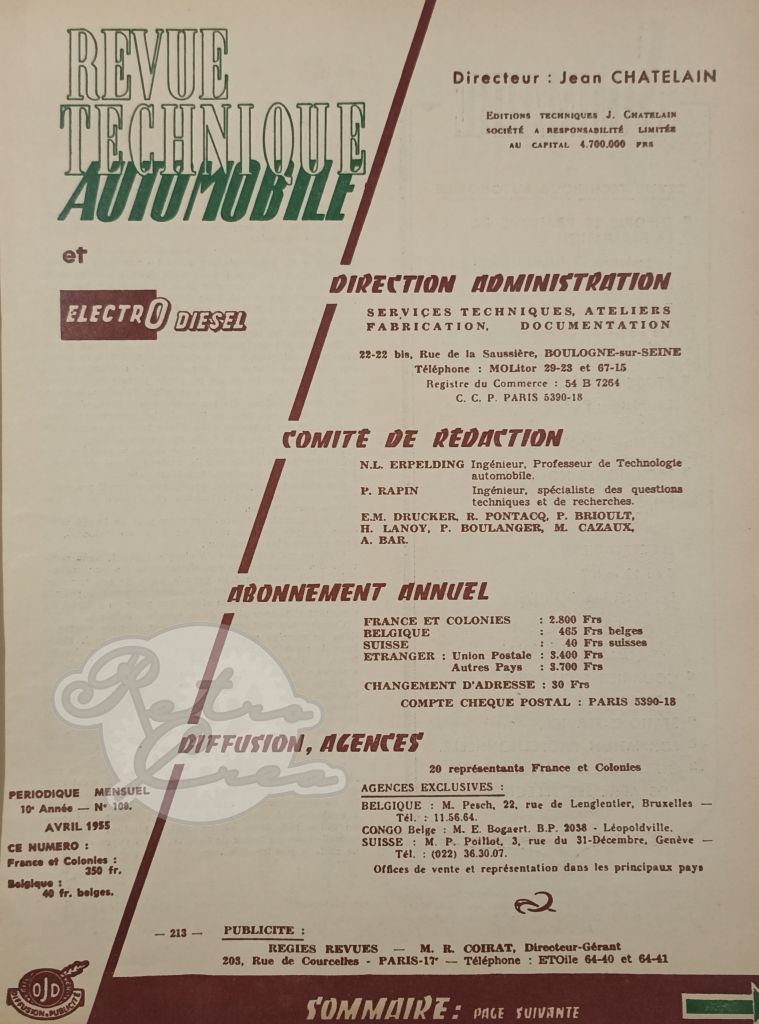 REVUE
TECHNIQUE
AUTOMOBILE
et
ELECTRO DIESEL
Directeur : Jean CHATELAIN
EDITIONS TECHNIQUES J. CHATELAIN
SOCIÉTÉ A RESPONSABILITÉ LIMITÉE
AU CAPITAL 4.700.000 FRS
DIRECTION ADMINISTRATION
SERVICES TECHNIQUES, ATELIERS
FABRICATION, DOCUMENTATION
22-22 bis, Rue de la Saussière, BOULOGNE-sur-SEINE
Téléphone : MOLitor 29-23 et 67-15
Registre du Commerce : 54 B 7264
C. C. P. PARIS 5390-18
COMITÉ DE RÉDACTION
N.L. ERPELDING Ingénieur, Professeur de Technologie
automobile.
P. RAPIN Ingénieur, spécialiste des questions
techniques et de recherches.
E.M. DRUCKER, R. PONTACQ, P. BRIOULT,
H. LANOY, P. BOULANGER, M. CAZAUX,
A. BAR.
ABONNEMENT ANNUEL
FRANCE ET COLONIES : 2.800 Frs
BELGIQUE : 465 Frs belges
SUISSE : 40 Frs suisses
ETRANGER : Union Postale : 3.400 Frs
Autres Pays : 3.700 Frs
CHANGEMENT D'ADRESSE : 30 Frs
COMPTE CHEQUE POSTAL : PARIS 5390-18
Retro
Crea
DIFFUSION, AGENCES
20 représentants France et Colonies
AGENCES EXCLUSIVES :
BELGIQUE : M. Pesch, 22, rue de Lenglentier, Bruxelles —
Tél. : 11.56.64.
CONGO Belge : M. E. Bogaert. B.P. 2038 - Léopoldville.
SUISSE : M. P. Poillot, 3, rue du 31-Décembre, Genève —
Tél. : (022) 36.30.07.
Offices de vente et représentation dans les principaux pays
PERIODIQUE MENSUEL
10e Année — N° 108.
AVRIL 1955
CE NUMERO :
France et Colonies :
350 fr.
Belgique :
40 fr. belges.
— 213 — PUBLICITE :
REGIES REVUES — M. R. COIRAT, Directeur-Gérant
203, Rue de Courcelles - PARIS-17e — Téléphone : ETOile 64-40 et 64-41
OJD
DIFFUSION PUBLICITÉ
SOMMAIRE : PAGE SUIVANTE